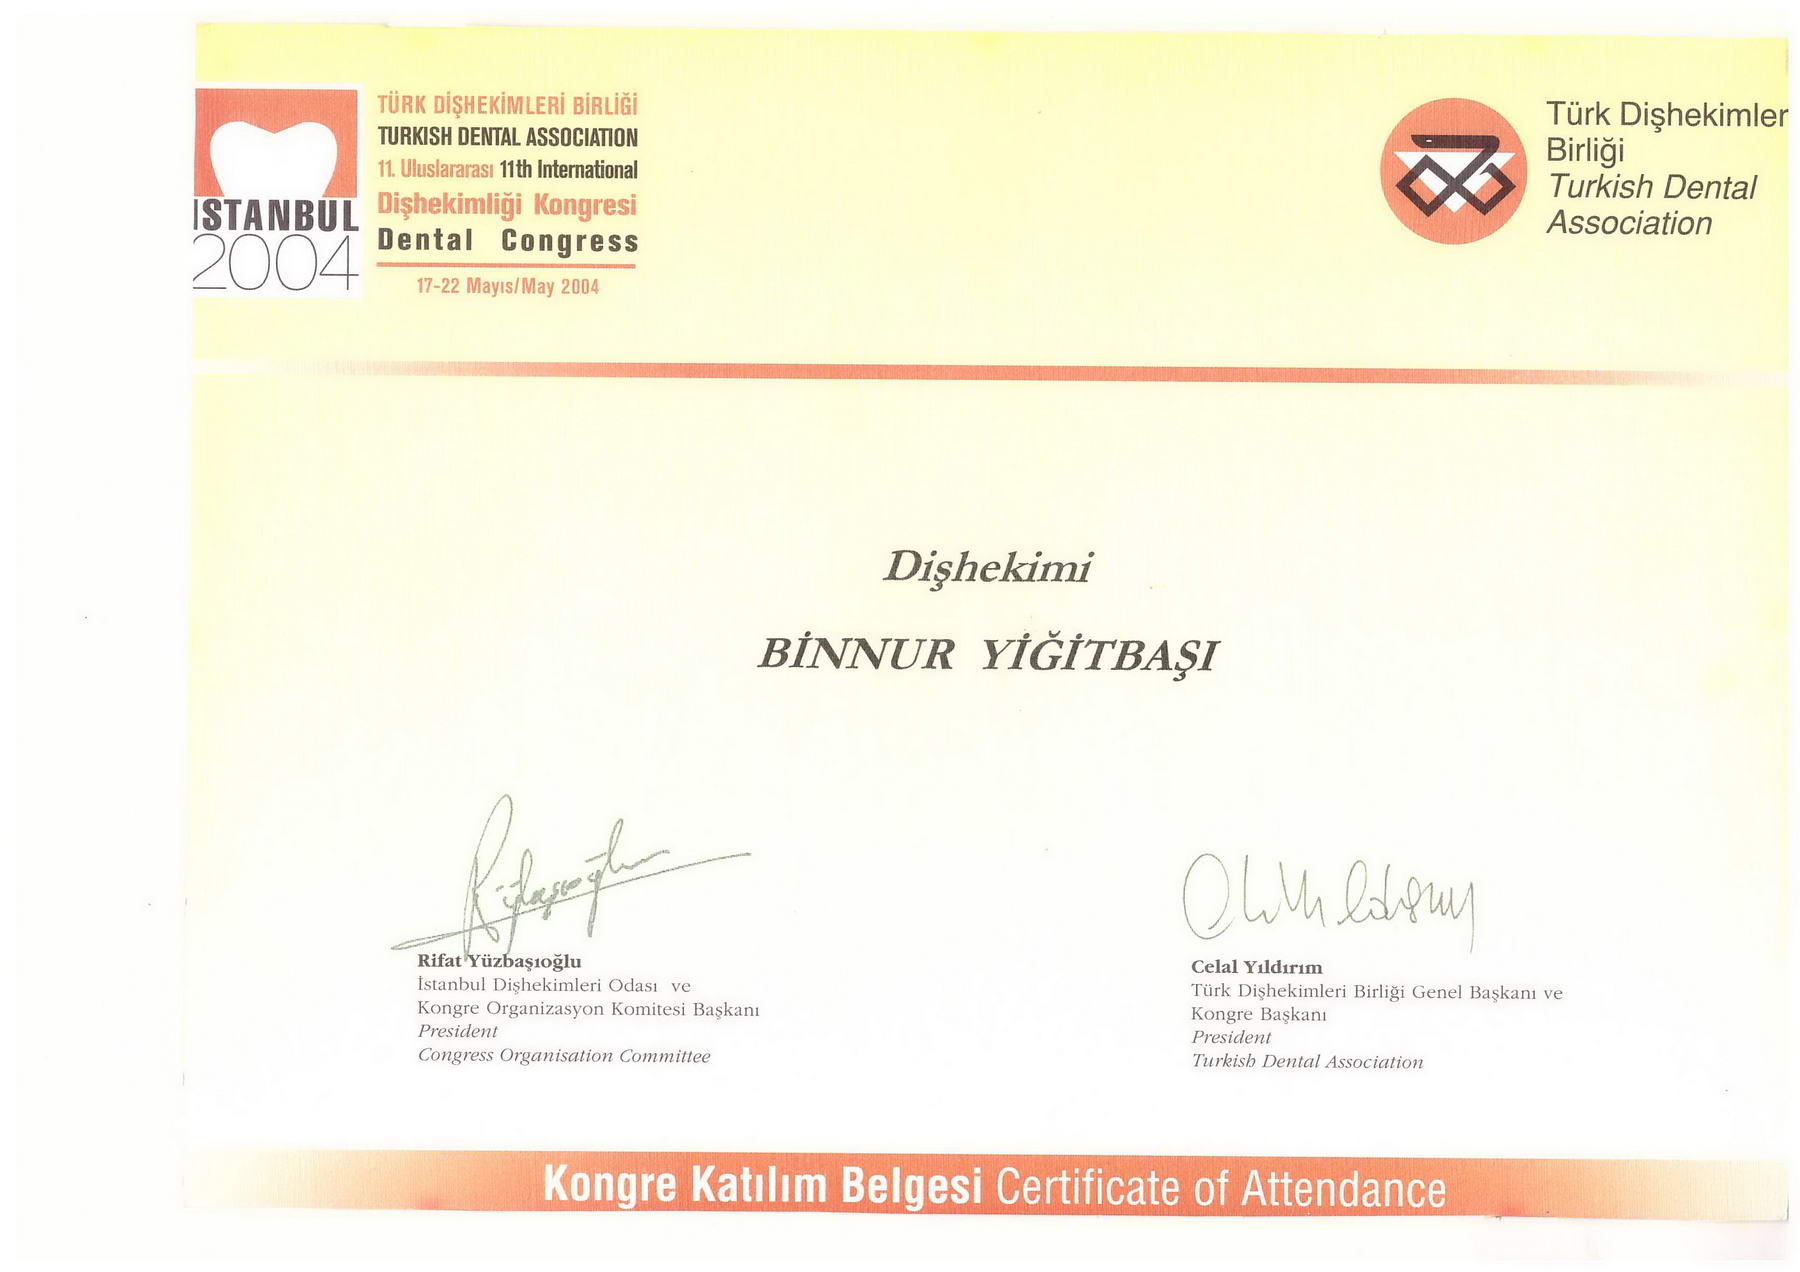 İSTANBUL
2004
TÜRK DİŞHEKİMLERİ BİRLİĞİ
TURKISH DENTAL ASSOCIATION
11. Uluslararası 11th International
Dişhekimliği Kongresi
Dental Congress
17-22 Mayıs/May 2004
Türk Dişhekimler
Birliği
Turkish Dental
Association
Dişhekimi
BİNNUR YİĞİTBAŞI
Rifat Yüzbaşıoğlu
İstanbul Dişhekimleri Odası ve
Kongre Organizasyon Komitesi Başkanı
President
Congress Organisation Committee
Celal Yıldırım
Türk Dişhekimleri Birliği Genel Başkanı ve
Kongre Başkanı
President
Turkish Dental Association
Kongre Katılım Belgesi Certificate of Attendance